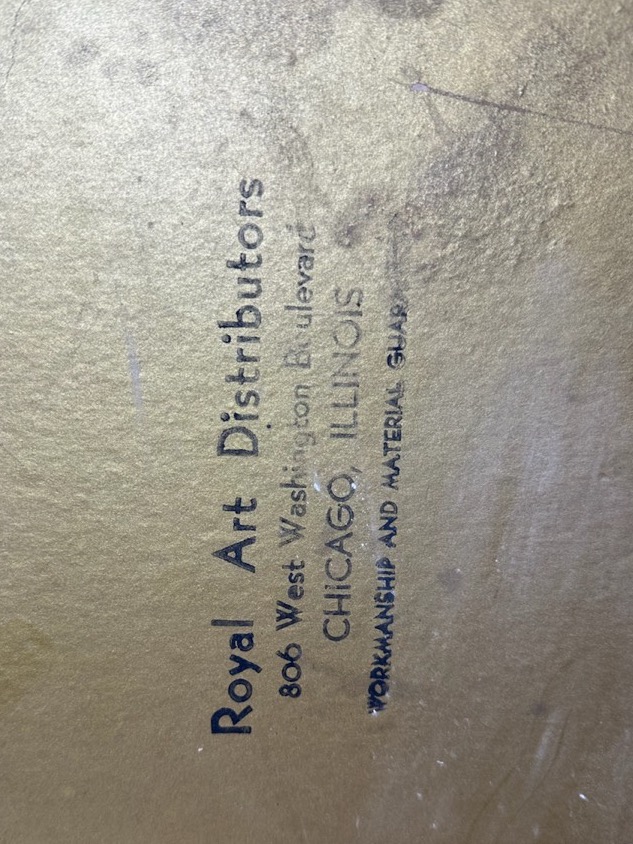 Royal Art Distributors
806 West Washington Boulevard
CHICAGO, ILLINOIS
WORKMANSHIP AND MATERIAL